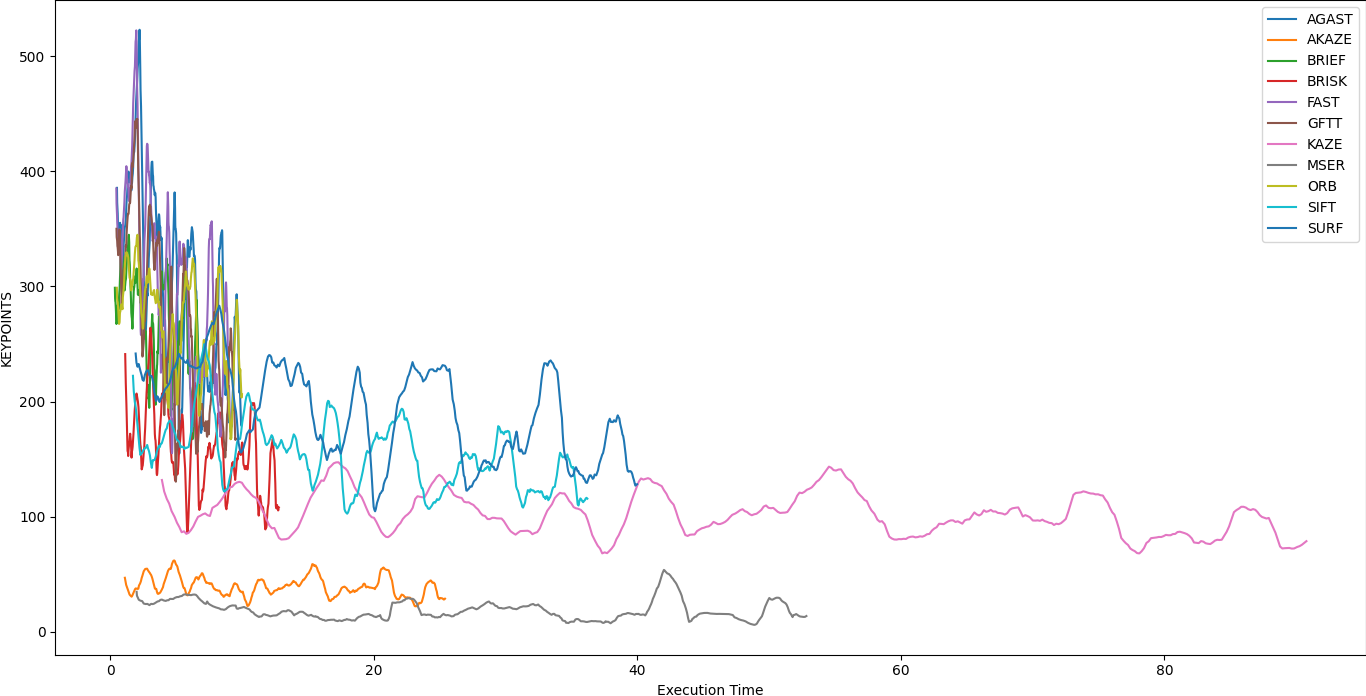 AGAST
AKAZE
BRIEF
BRISK
FAST
GFTT
KAZE
MSER
ORB
SIFT
SURF
500
400
300
200
100
0
KEYPOINTS
0 20 40 60 80
Execution Time